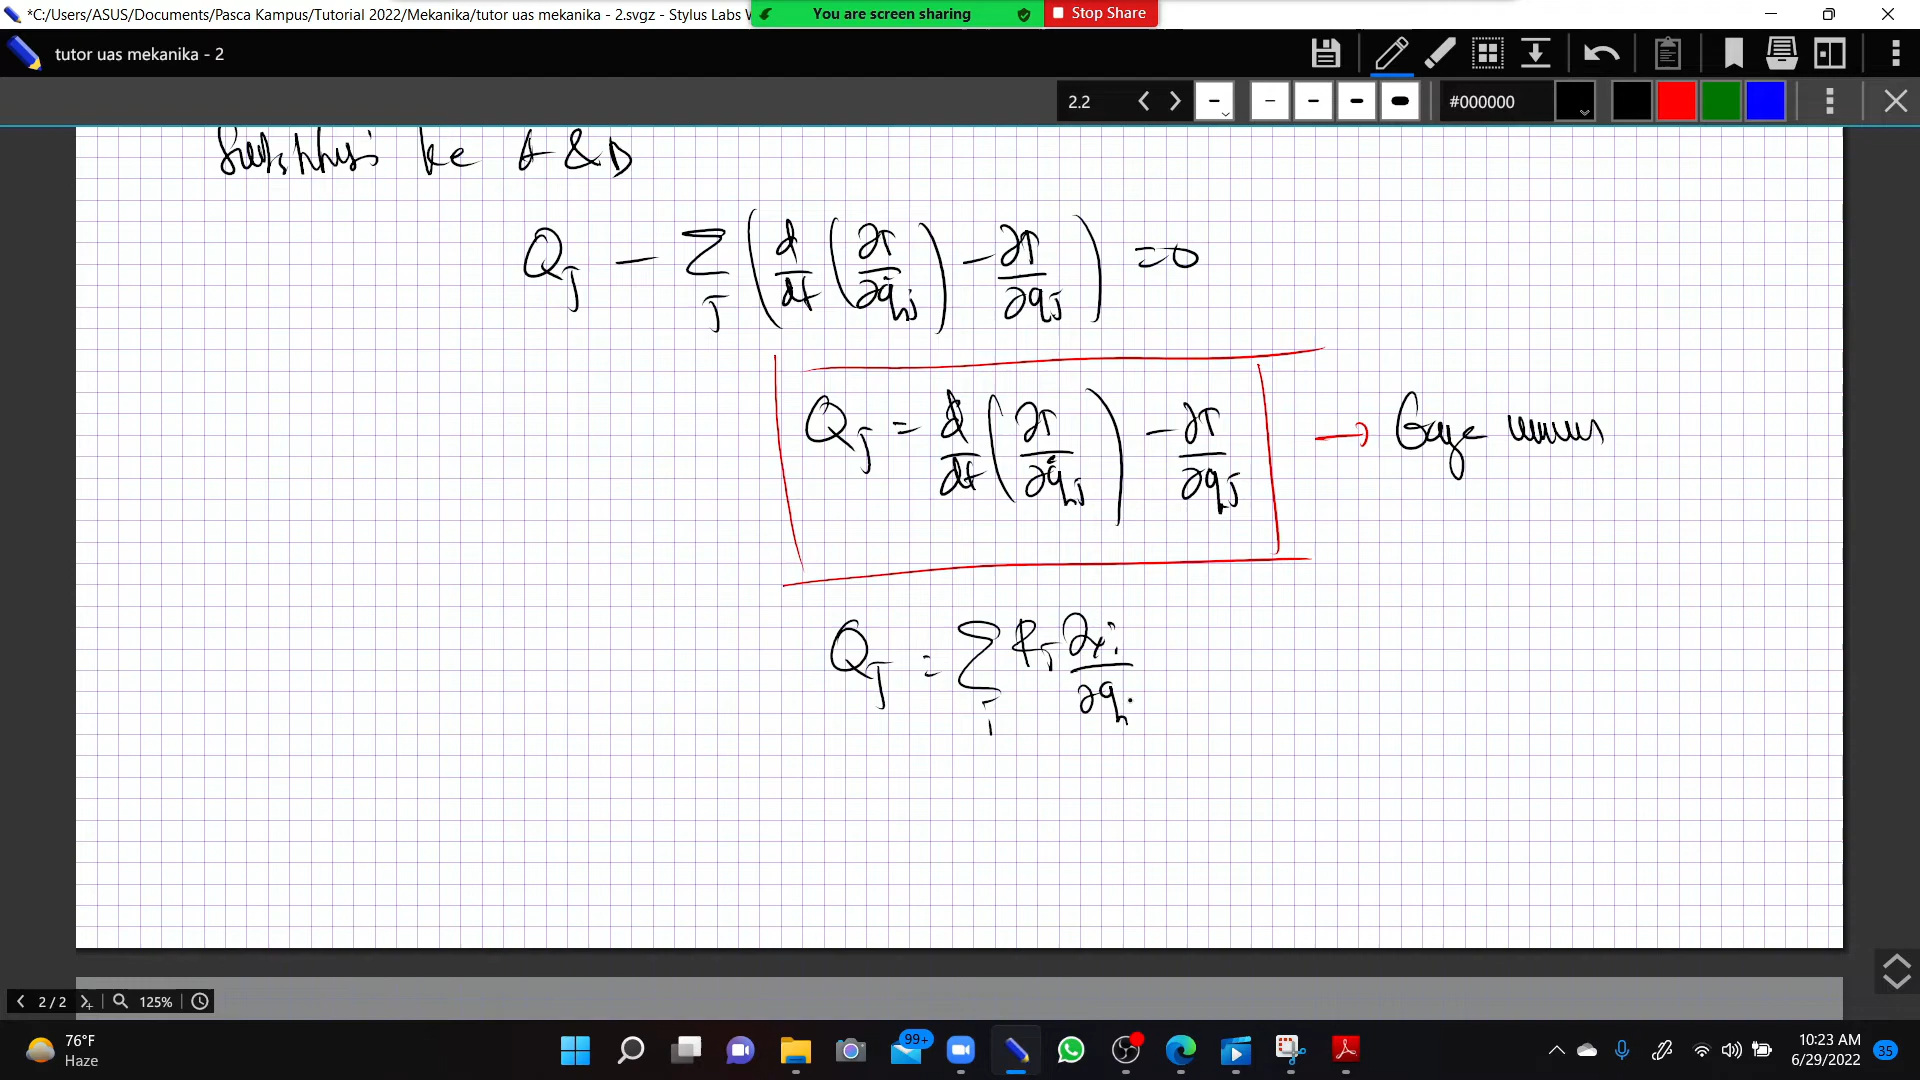 *C:/Users/ASUS/Documents/Pasca Kampus/Tutorial 2022/Mekanika/tutor uas mekanika - 2.svgz - Stylus Labs W
You are screen sharing
Stop Share
tutor uas mekanika - 2
2.2
#000000
ke A & D
Q_J − Σ_J (d/dt (∂T/∂q̇_j) − ∂T/∂q_j) = 0
Q_J = d/dt (∂T/∂q̇_j) − ∂T/∂q_j → Gaya umum
Q_J = Σ_i F_i ∂x_i/∂q_j
2 / 2
125%
76°F
Haze
99+
10:23 AM
6/29/2022
35